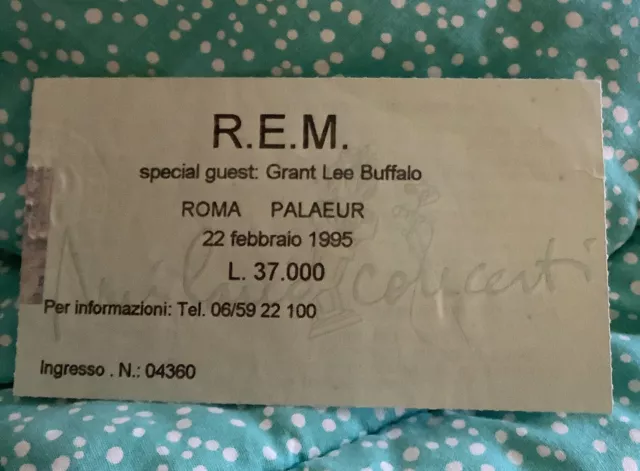 R.E.M.
special guest: Grant Lee Buffalo
ROMA PALAEUR
22 febbraio 1995
L. 37.000
Per informazioni: Tel. 06/59 22 100
concerti
Ingresso . N.: 04360